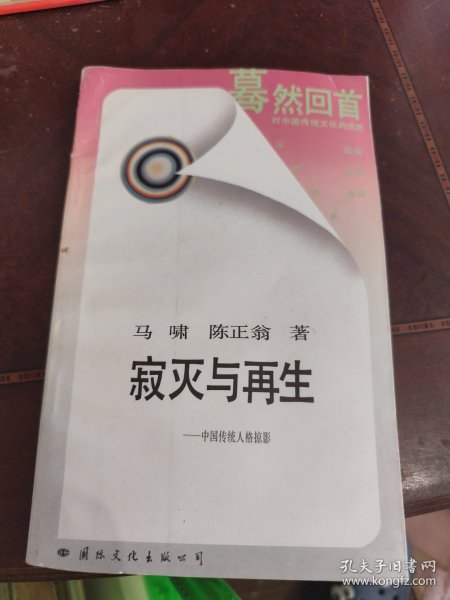 蓦然回首
对中国传统文化的反思
马啸 陈正翁 著
寂灭与再生
——中国传统人格掠影
国际文化出版公司
孔夫子旧书网
www.kongfz.com